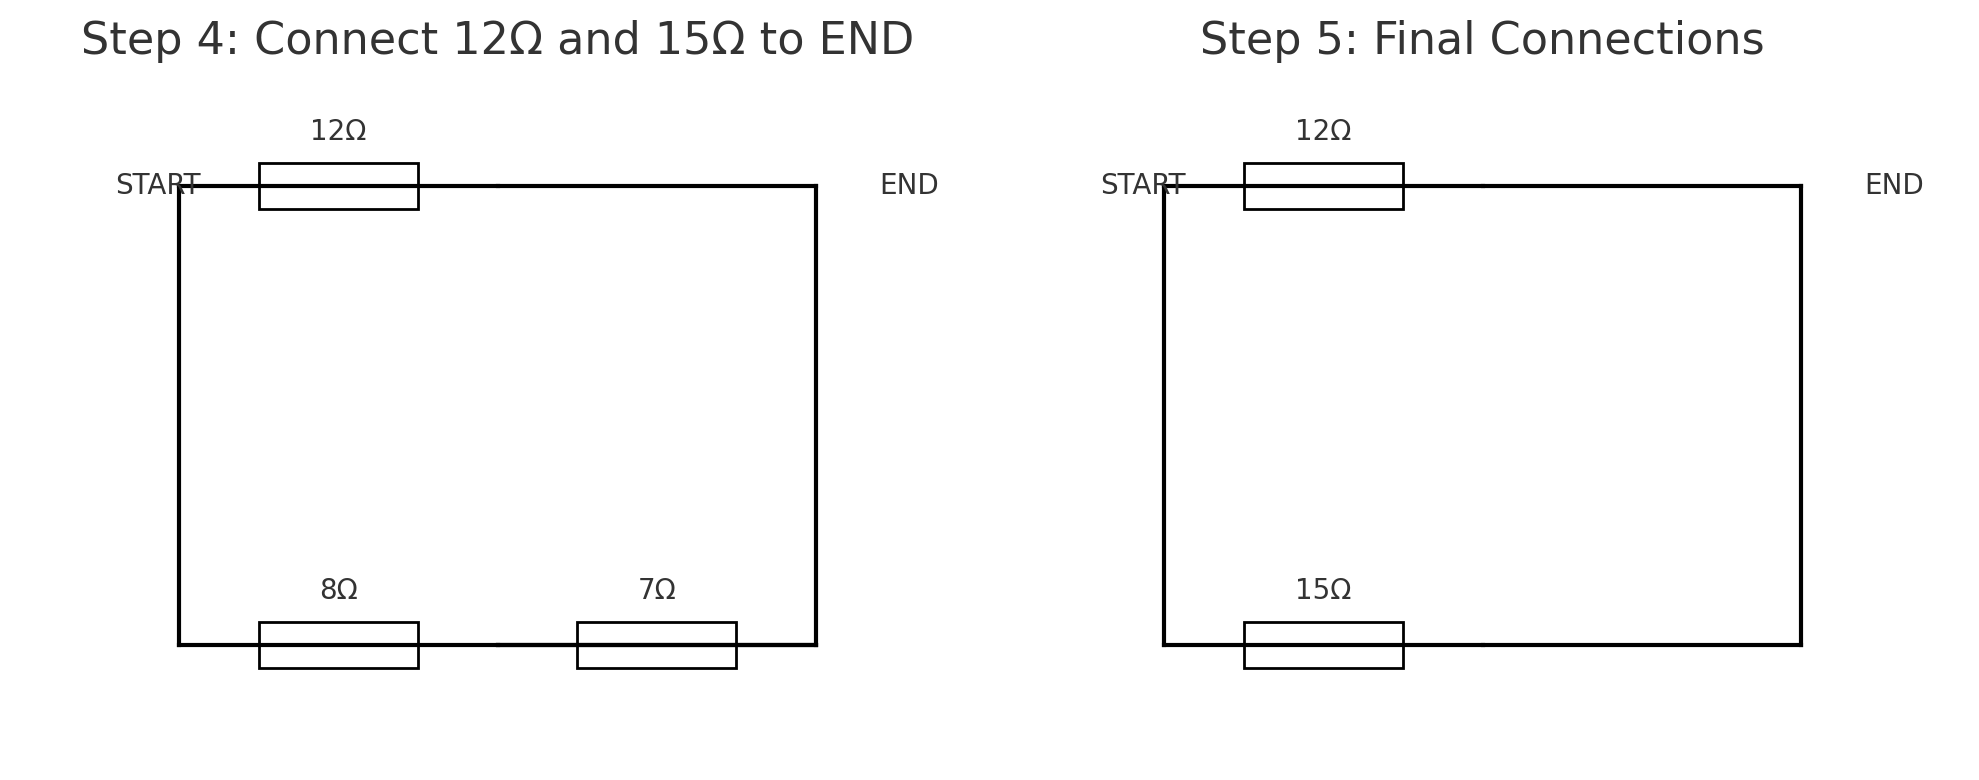 Step 4: Connect 12Ω and 15Ω to END
12Ω
START
END
8Ω
7Ω
Step 5: Final Connections
12Ω
START
END
15Ω